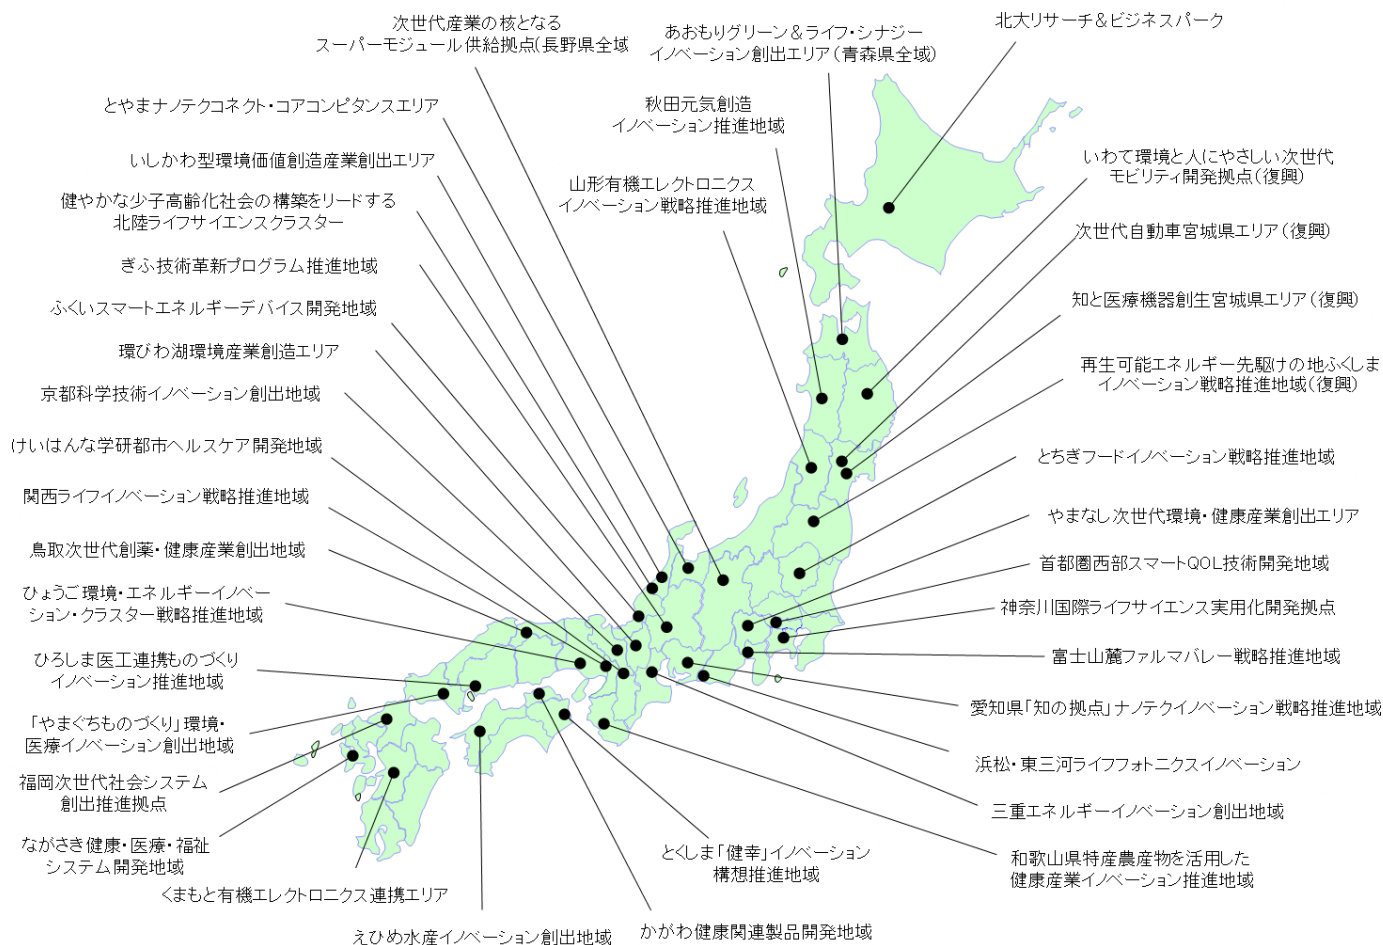 次世代産業の核となる
スーパーモジュール供給拠点(長野県全域
あおもりグリーン＆ライフ・シナジー
イノベーション創出エリア(青森県全域)
北大リサーチ＆ビジネスパーク
とやまナノテクコネクト・コアコンピタンスエリア
秋田元気創造
イノベーション推進地域
いしかわ型環境価値創造産業創出エリア
いわて環境と人にやさしい次世代
モビリティ開発拠点(復興)
山形有機エレクトロニクス
イノベーション戦略推進地域
健やかな少子高齢化社会の構築をリードする
北陸ライフサイエンスクラスター
次世代自動車宮城県エリア(復興)
ぎふ技術革新プログラム推進地域
知と医療機器創生宮城県エリア(復興)
ふくいスマートエネルギーデバイス開発地域
環びわ湖環境産業創造エリア
再生可能エネルギー先駆けの地ふくしま
イノベーション戦略推進地域(復興)
京都科学技術イノベーション創出地域
けいはんな学研都市ヘルスケア開発地域
とちぎフードイノベーション戦略推進地域
関西ライフイノベーション戦略推進地域
やまなし次世代環境・健康産業創出エリア
鳥取次世代創薬・健康産業創出地域
首都圏西部スマートQOL技術開発地域
ひょうご環境・エネルギーイノベー
ション・クラスター戦略推進地域
神奈川国際ライフサイエンス実用化開発拠点
ひろしま医工連携ものづくり
イノベーション推進地域
富士山麓ファルマバレー戦略推進地域
愛知県「知の拠点」ナノテクイノベーション戦略推進地域
「やまぐちものづくり」環境・
医療イノベーション創出地域
浜松・東三河ライフフォトニクスイノベーション
福岡次世代社会システム
創出推進拠点
三重エネルギーイノベーション創出地域
ながさき健康・医療・福祉
システム開発地域
とくしま「健幸」イノベーション
構想推進地域
和歌山県特産農産物を活用した
健康産業イノベーション推進地域
くまもと有機エレクトロニクス連携エリア
えひめ水産イノベーション創出地域
かがわ健康関連製品開発地域